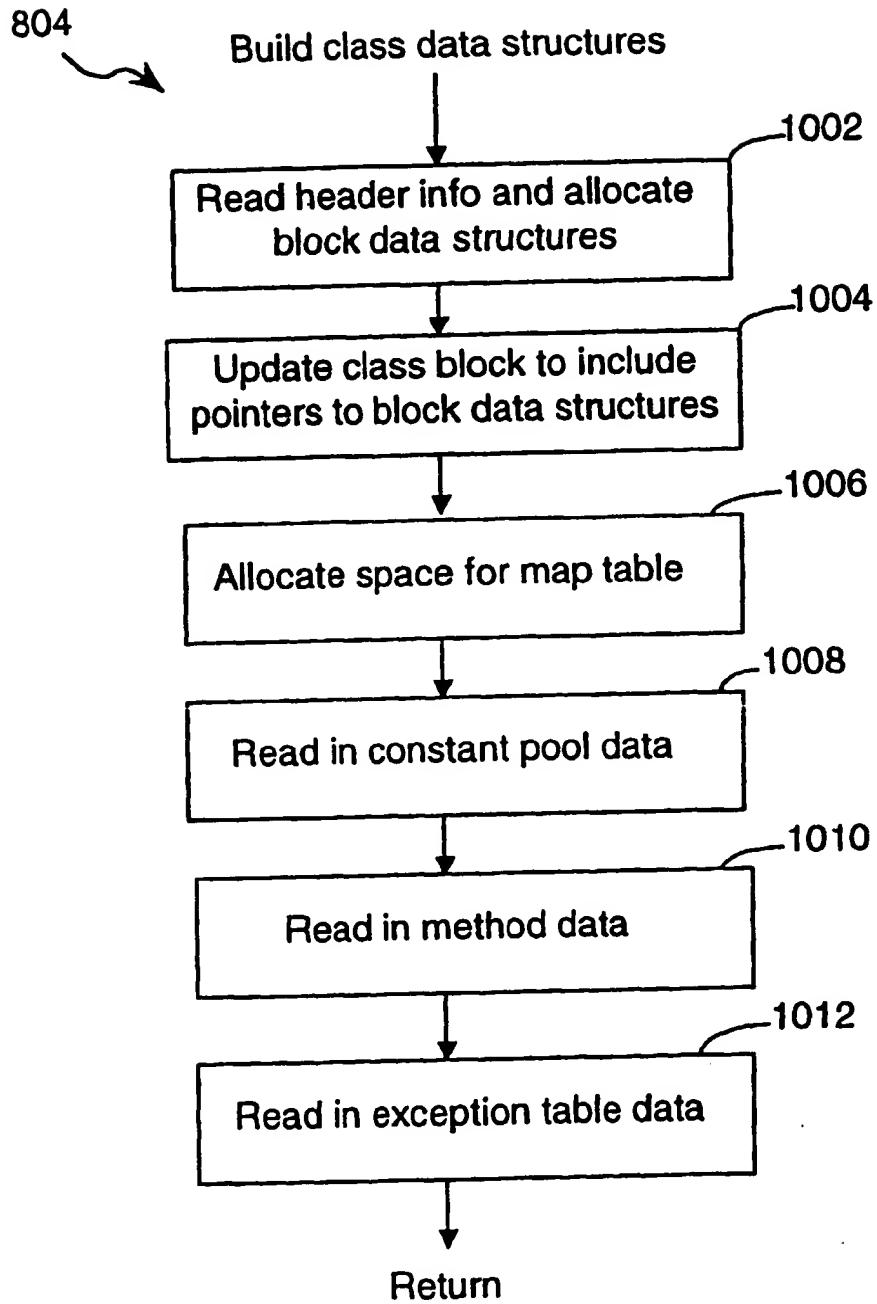 804
Build class data structures
1002
Read header info and allocate
block data structures
1004
Update class block to include
pointers to block data structures
1006
Allocate space for map table
1008
Read in constant pool data
1010
Read in method data
1012
Read in exception table data
Return